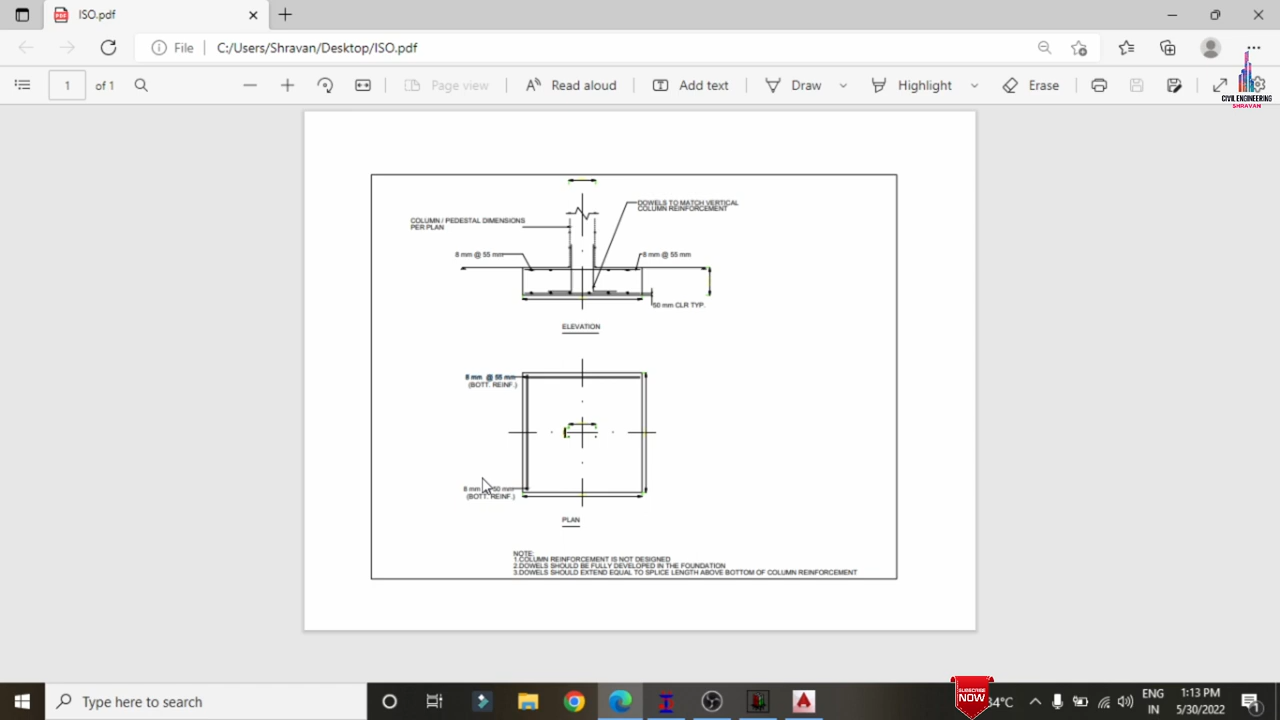 ISO.pdf
File
C:/Users/Shravan/Desktop/ISO.pdf
1 of 1
Page view
Read aloud
Add text
Draw
Highlight
Erase
CIVIL ENGINEERING
SHRAVAN
COLUMN / PEDESTAL DIMENSIONS
PER PLAN
DOWELS TO MATCH VERTICAL
COLUMN REINFORCEMENT
8 mm @ 55 mm
8 mm @ 55 mm
50 mm CLR TYP.
ELEVATION
8 mm @ 55 mm
(BOTT. REINF.)
8 mm 50 mm
(BOTT. REINF.)
PLAN
NOTE:
1.COLUMN REINFORCEMENT IS NOT DESIGNED
2.DOWELS SHOULD BE FULLY DEVELOPED IN THE FOUNDATION
3.DOWELS SHOULD EXTEND EQUAL TO SPLICE LENGTH ABOVE BOTTOM OF COLUMN REINFORCEMENT
Type here to search
SUBSCRIBE
NOW
34°C
ENG
IN
1:13 PM
5/30/2022
1